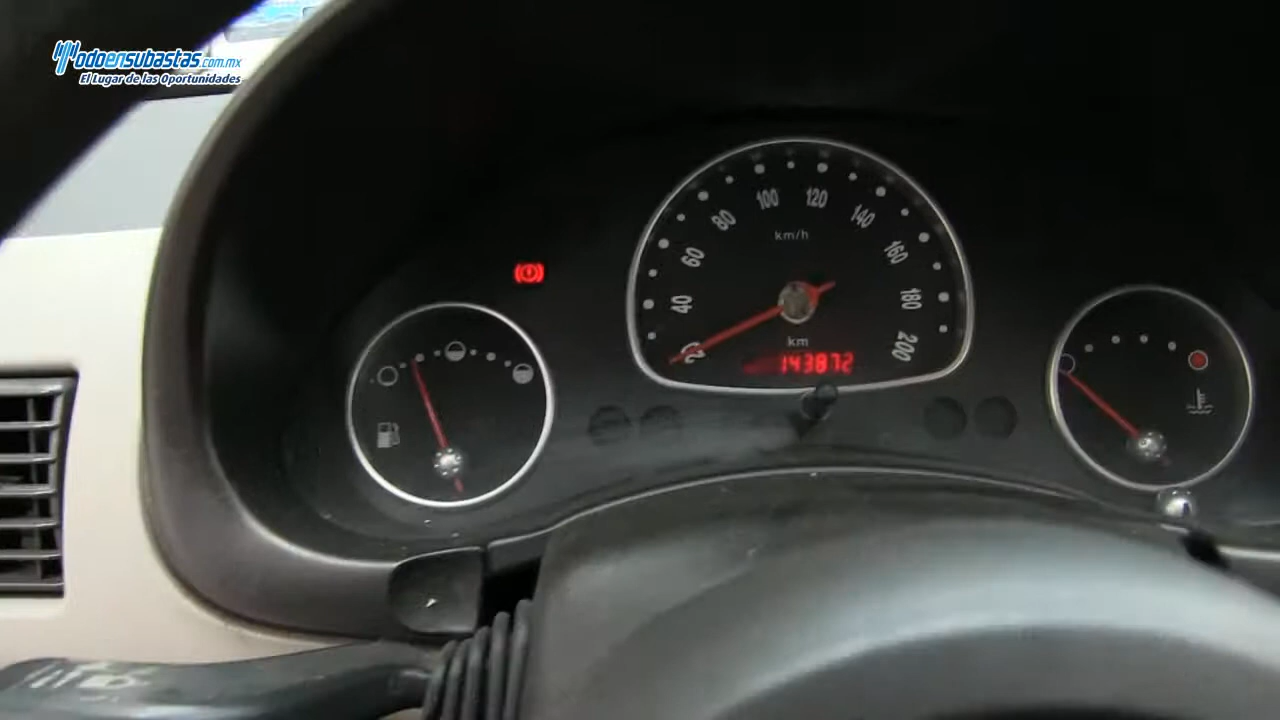 Todoensubastas.com.mx
El Lugar de las Oportunidades
20
40
60
80
100
120
140
160
180
200
km/h
km
143872